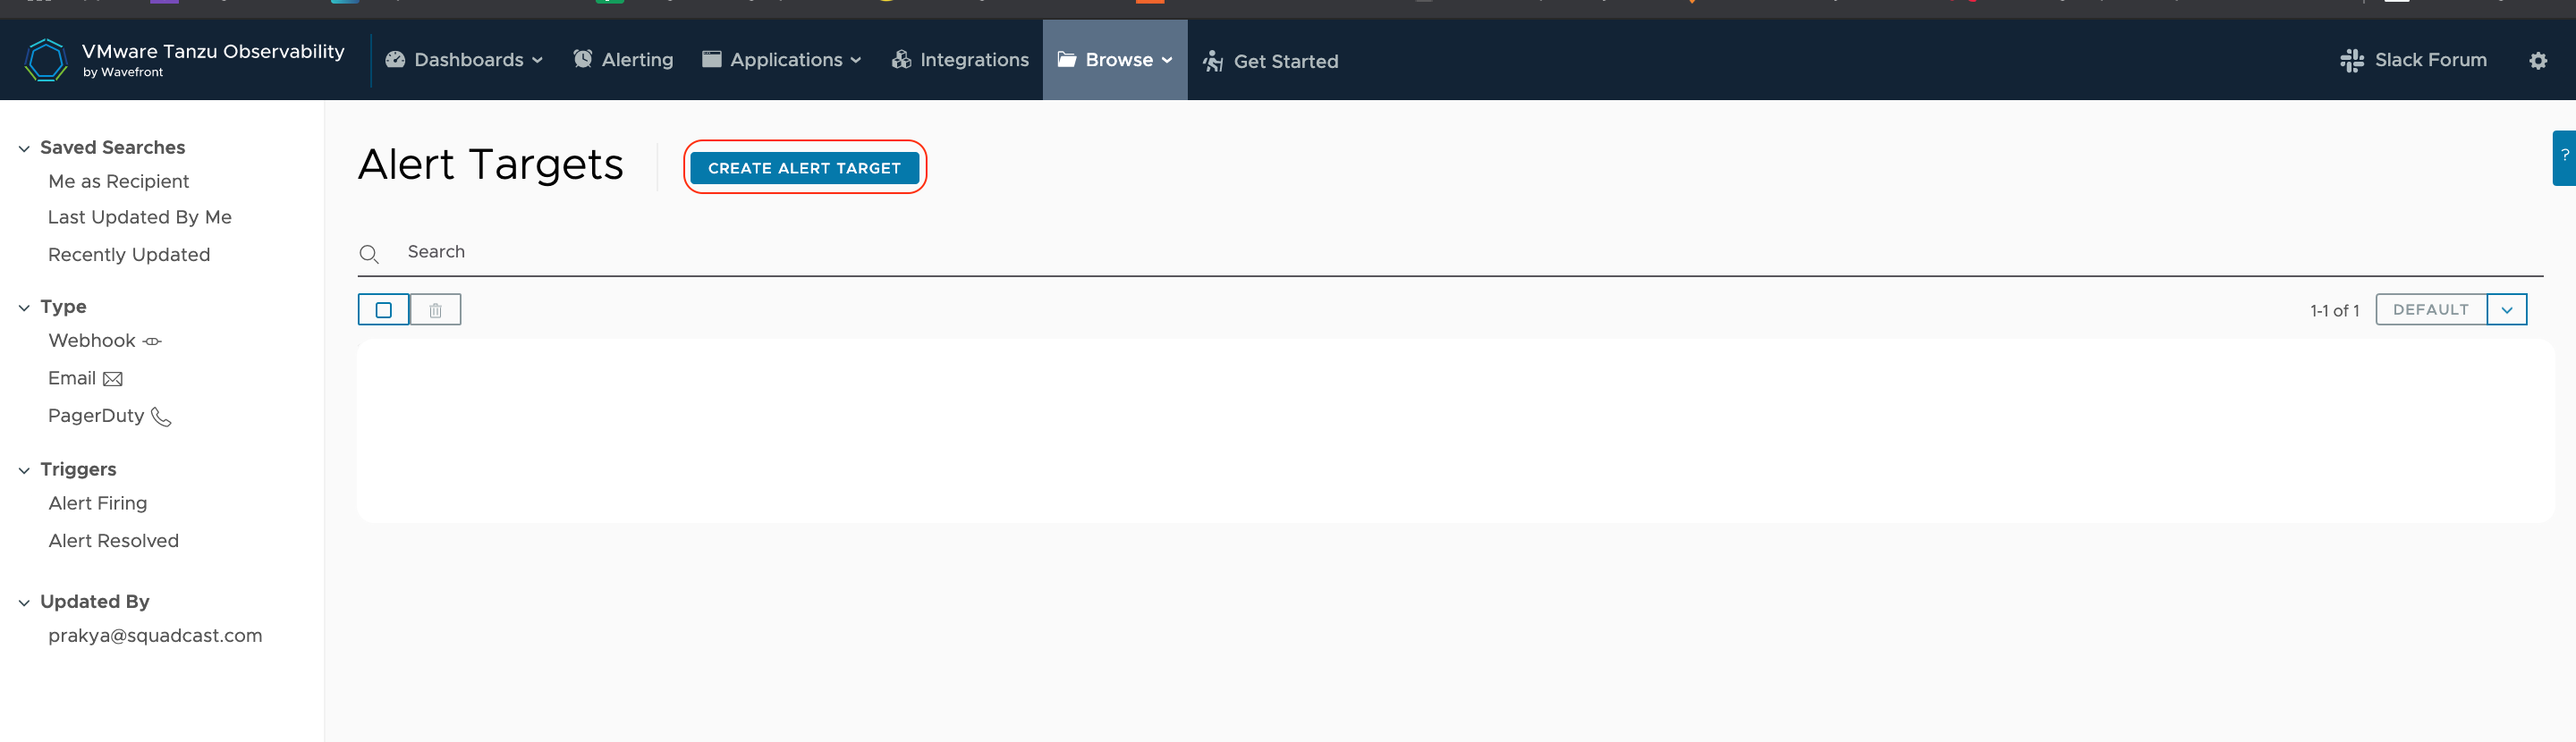 VMware Tanzu Observability
by Wavefront
Dashboards
Alerting
Applications
Integrations
Browse
Get Started
Slack Forum
Saved Searches
Me as Recipient
Last Updated By Me
Recently Updated
Type
Webhook
Email
PagerDuty
Triggers
Alert Firing
Alert Resolved
Updated By
prakya@squadcast.com
Alert Targets
CREATE ALERT TARGET
?
Search
1-1 of 1
DEFAULT